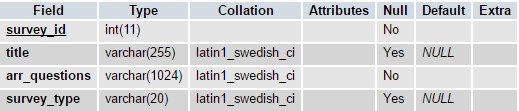 Field Type Collation Attributes Null Default Extra
survey_id int(11) No
title varchar(255) latin1_swedish_ci Yes NULL
arr_questions varchar(1024) latin1_swedish_ci No
survey_type varchar(20) latin1_swedish_ci Yes NULL